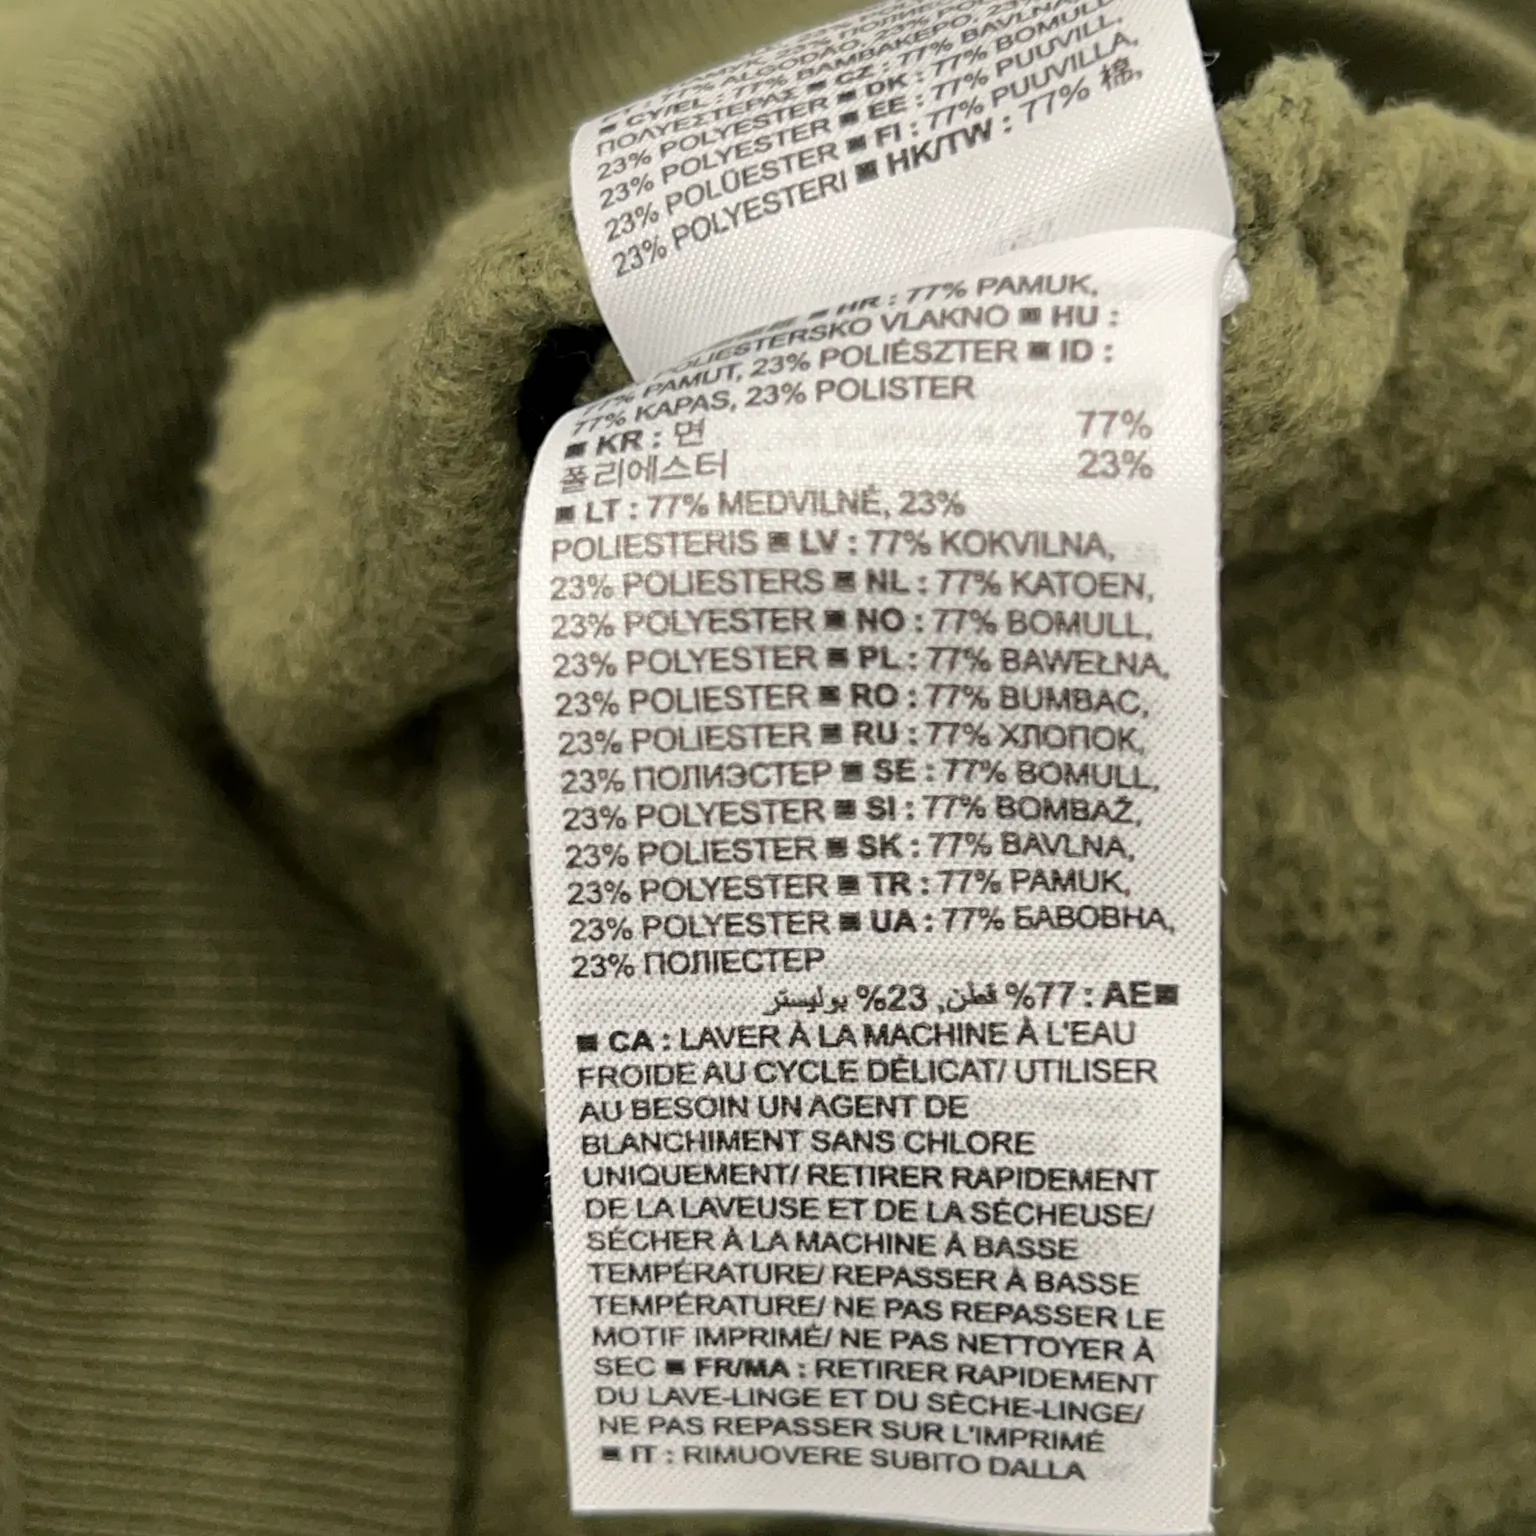 ALGODÃO, 23%
■ CY/EL : 77% ΒΑΜΒΑΚΕΡΟ, 23%
ΠΟΛΥΕΣΤΕΡΑΣ ■ CZ : 77% BAVLNA
23% POLYESTER ■ DK : 77% BOMULL,
23% POLYESTER ■ EE : 77% PUUVILL,
23% POLÜESTER ■ FI : 77% PUUVILLA,
23% POLYESTERI ■ HK/TW : 77% 棉,
■ HR : 77% PAMUK,
POLIESTERSKO VLAKNO ■ HU :
77% PAMUT, 23% POLIÉSZTER ■ ID :
77% KAPAS, 23% POLISTER
■ KR : 면 77%
폴리에스터 23%
■ LT : 77% MEDVILNĖ, 23%
POLIESTERIS ■ LV : 77% KOKVILNA,
23% POLIESTERS ■ NL : 77% KATOEN,
23% POLYESTER ■ NO : 77% BOMULL,
23% POLYESTER ■ PL : 77% BAWEŁNA,
23% POLIESTER ■ RO : 77% BUMBAC,
23% POLIESTER ■ RU : 77% ХЛОПОК,
23% ПОЛИЭСТЕР ■ SE : 77% BOMULL,
23% POLYESTER ■ SI : 77% BOMBAŽ,
23% POLIESTER ■ SK : 77% BAVLNA,
23% POLYESTER ■ TR : 77% PAMUK,
23% POLYESTER ■ UA : 77% БАВОВНА,
23% ПОЛІЕСТЕР
■AE : 77% قطن, 23% بوليستر
■ CA : LAVER À LA MACHINE À L'EAU
FROIDE AU CYCLE DÉLICAT/ UTILISER
AU BESOIN UN AGENT DE
BLANCHIMENT SANS CHLORE
UNIQUEMENT/ RETIRER RAPIDEMENT
DE LA LAVEUSE ET DE LA SÉCHEUSE/
SÉCHER À LA MACHINE À BASSE
TEMPÉRATURE/ REPASSER À BASSE
TEMPÉRATURE/ NE PAS REPASSER LE
MOTIF IMPRIMÉ/ NE PAS NETTOYER À
SEC ■ FR/MA : RETIRER RAPIDEMENT
DU LAVE-LINGE ET DU SÈCHE-LINGE/
NE PAS REPASSER SUR L'IMPRIMÉ
■ IT : RIMUOVERE SUBITO DALLA